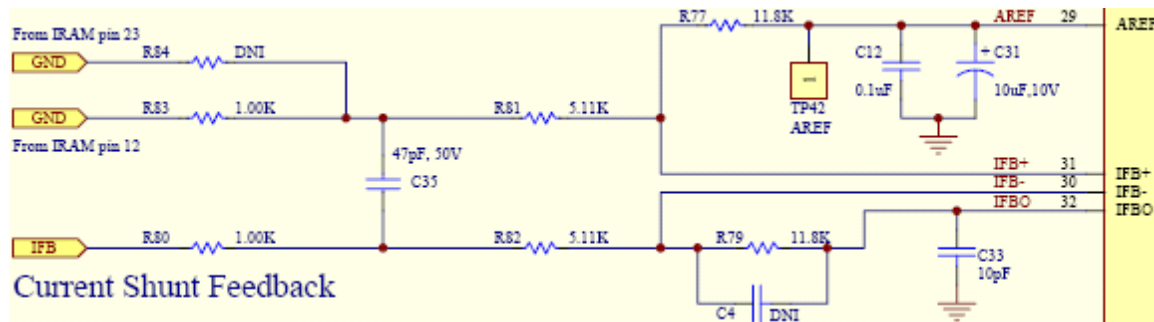 R77 11.8K AREF 29 AREF
From IRAM pin 23
R84 DNI
GND
C12 + C31
0.1uF 10uF,10V
1
TP42
AREF
R83 1.00K R81 5.11K
GND
From IRAM pin 12
47pF, 50V
C35
IFB+ 31 IFB+
IFB- 30 IFB-
IFBO 32 IFBO
R80 1.00K R82 5.11K R79 11.8K
IFB
C33
10pF
Current Shunt Feedback
C4 DNI